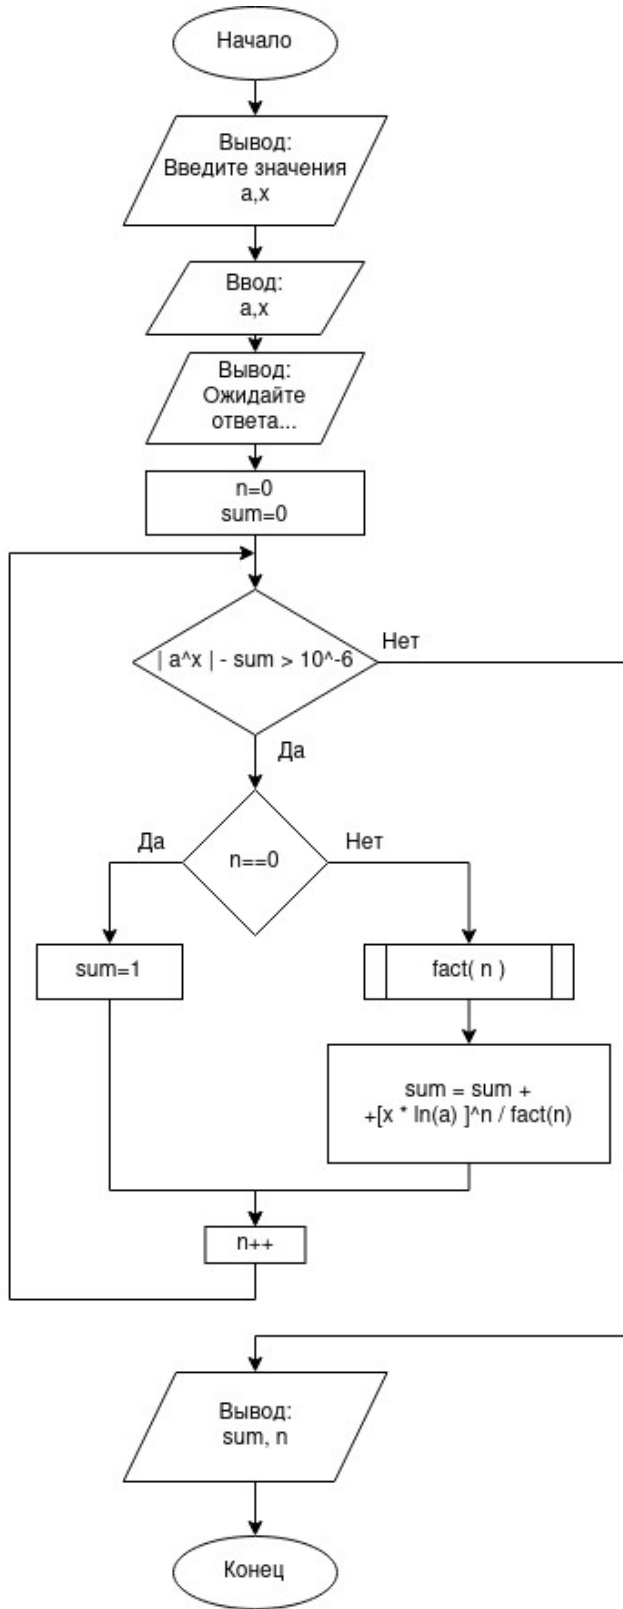 Начало
Вывод:
Введите значения
a,x
Ввод:
a,x
Вывод:
Ожидайте
ответа...
n=0
sum=0
| a^x | - sum > 10^-6
Нет
Да
n==0
Да
Нет
sum=1
fact( n )
sum = sum +
+[x * ln(a) ]^n / fact(n)
n++
Вывод:
sum, n
Конец